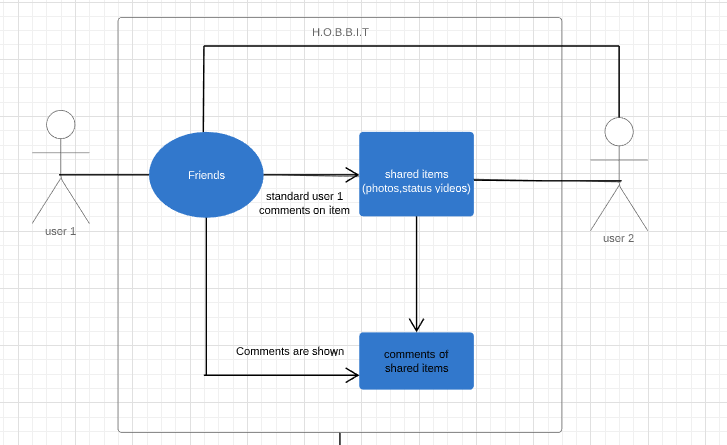 H.O.B.B.I.T
Friends
shared items
(photos,status videos)
standard user 1
comments on item
user 1
user 2
Comments are shown
comments of
shared items